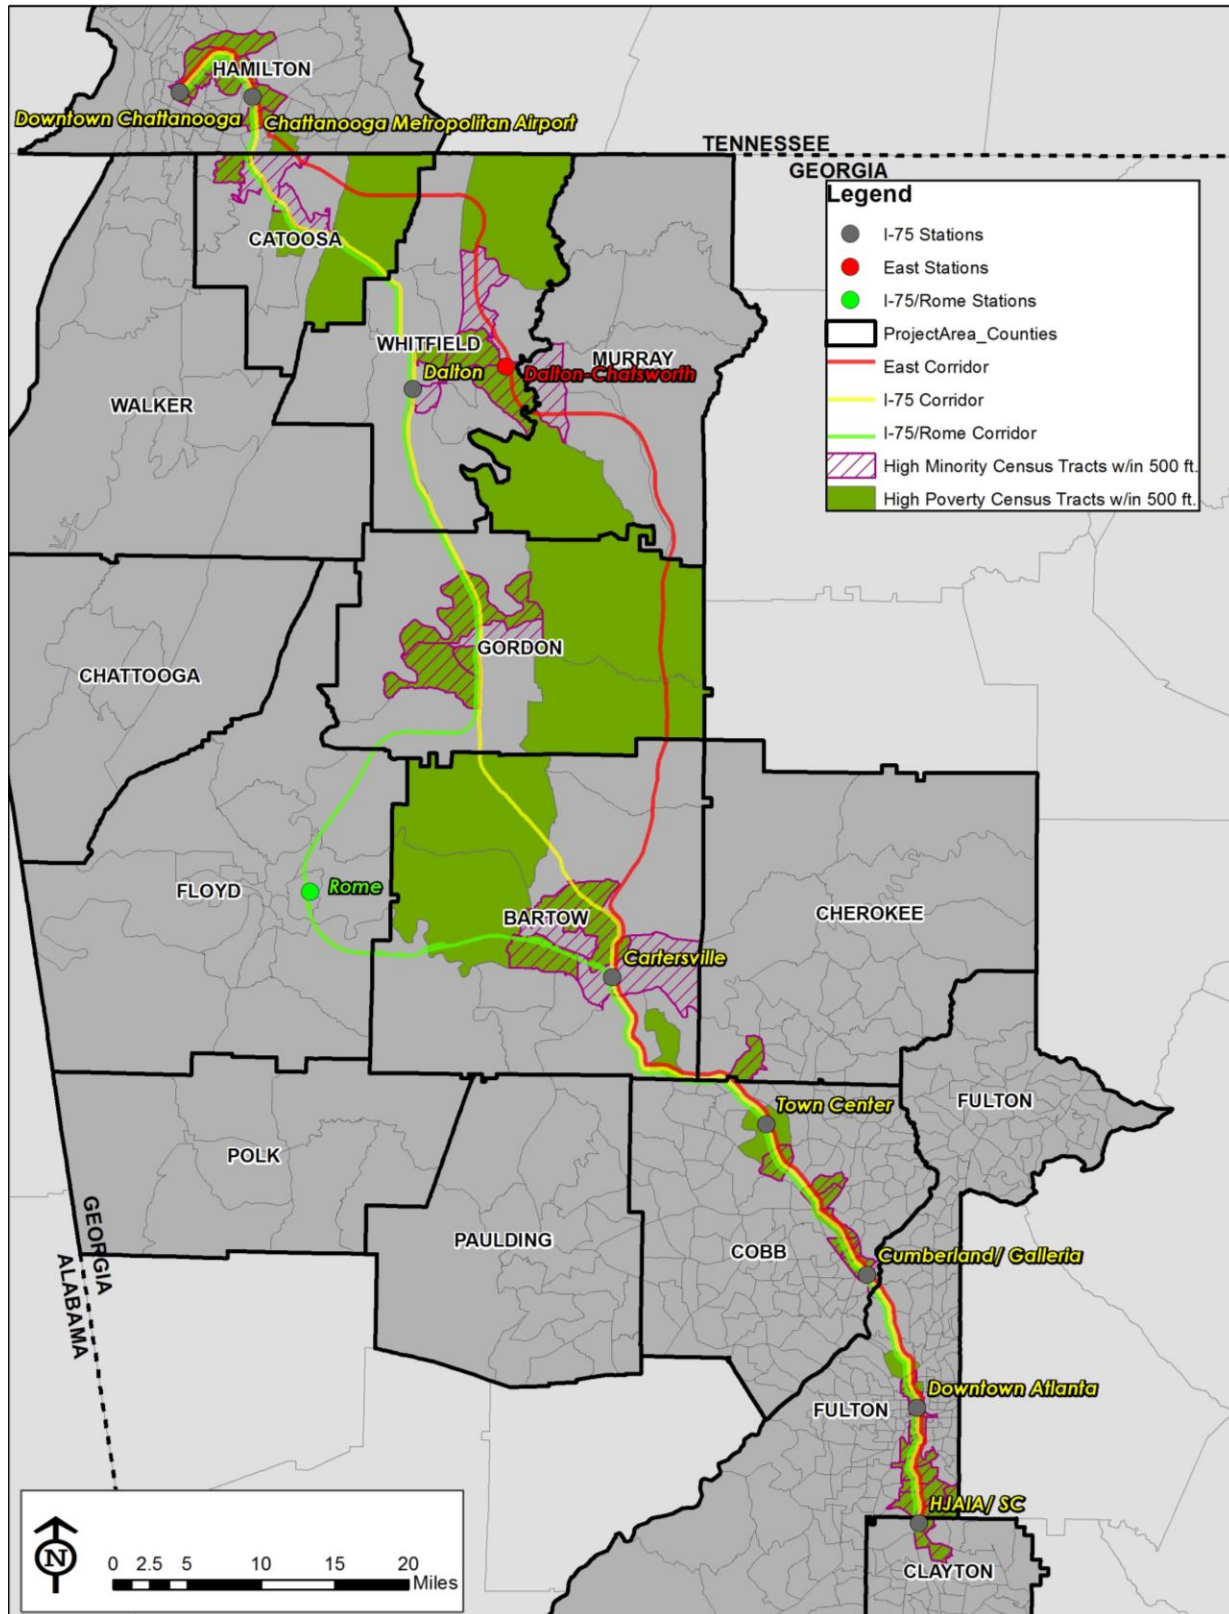 HAMILTON
Downtown Chattanooga
Chattanooga Metropolitan Airport
TENNESSEE
GEORGIA
Legend
I-75 Stations
East Stations
I-75/Rome Stations
ProjectArea_Counties
East Corridor
I-75 Corridor
I-75/Rome Corridor
High Minority Census Tracts w/in 500 ft.
High Poverty Census Tracts w/in 500 ft.
CATOOSA
WHITFIELD
MURRAY
Dalton
Dalton-Chatsworth
WALKER
GORDON
CHATTOOGA
FLOYD
Rome
BARTOW
CHEROKEE
Cartersville
Town Center
FULTON
POLK
PAULDING
COBB
Cumberland/ Galleria
GEORGIA
ALABAMA
Downtown Atlanta
FULTON
HJAIA/ SC
CLAYTON
N
0 2.5 5 10 15 20
Miles